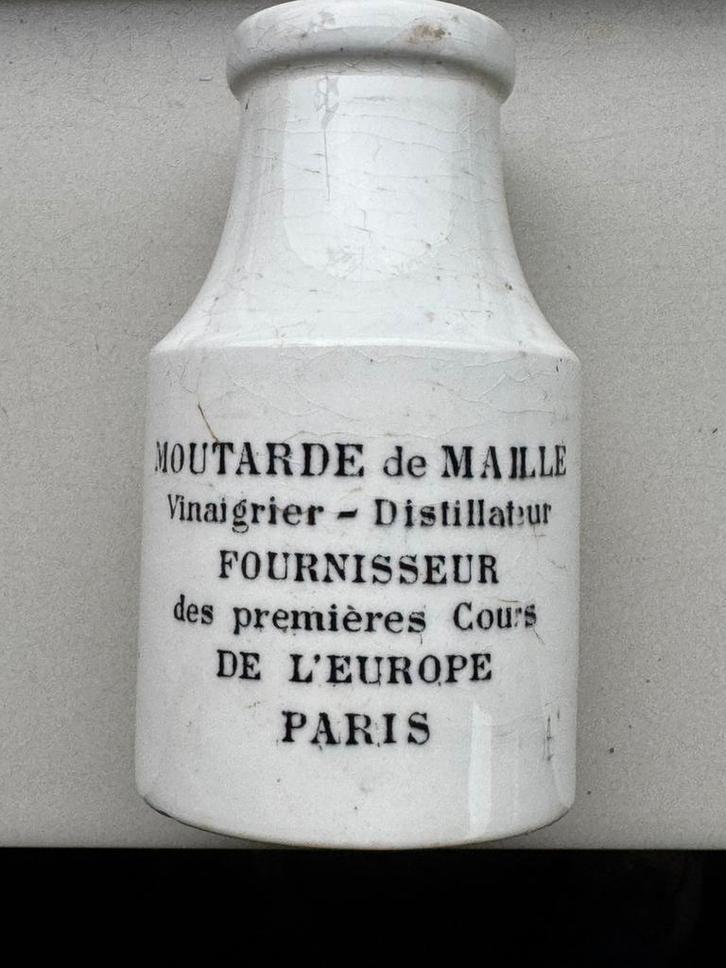 MOUTARDE de MAILLE
Vinaigrier - Distillateur
FOURNISSEUR
des premières Cours
DE L'EUROPE
PARIS